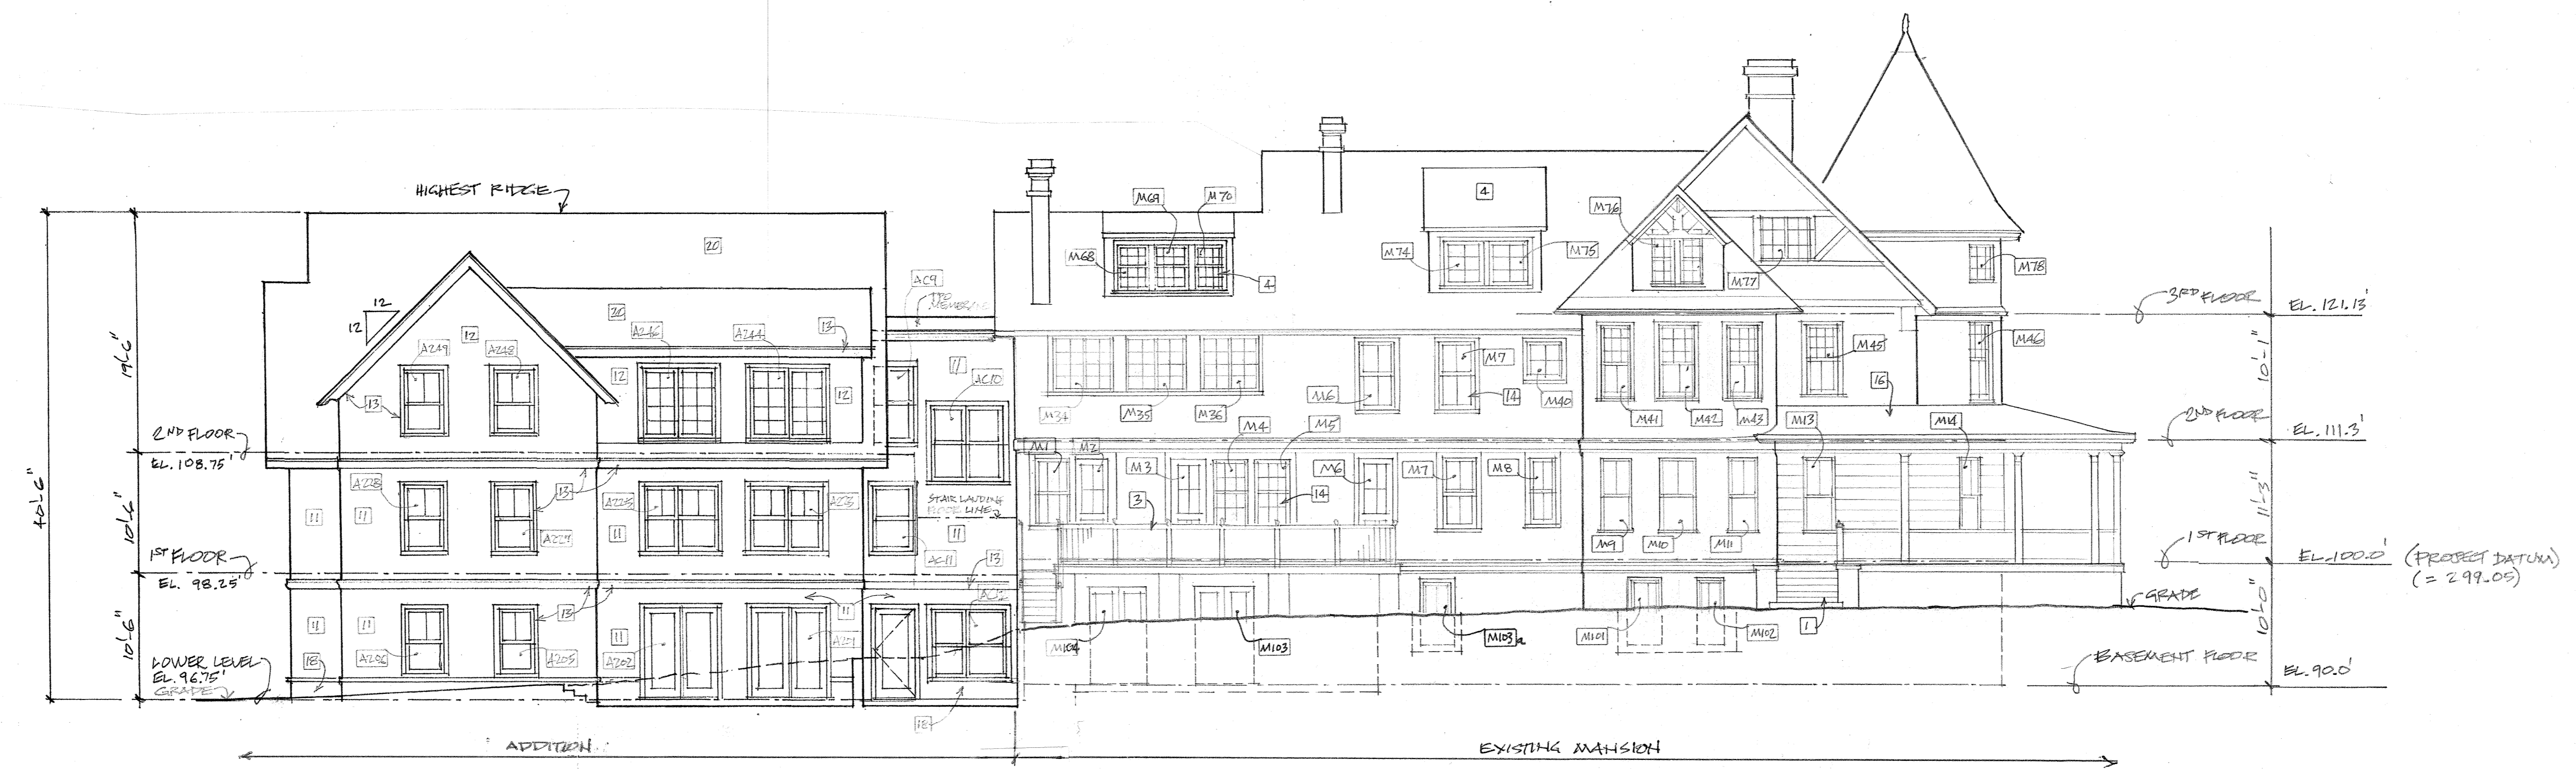 HIGHEST RIDGE
20
12
12
12
A249
A248
13
20
A246
A244
13
12
12
AC9
TPO
MEMBRANE
11
AC10
2ND FLOOR
EL. 108.75'
A228
13
A227
A225
A223
11
11
11
STAIR LANDING
FLOOR LINE
11
AC11
13
1ST FLOOR
EL. 98.25'
11
11
18
A206
13
A205
11
A202
11
A201
18
LOWER LEVEL
EL. 96.75'
GRADE
19'-6"
10'-6"
10'-6"
40'-6"
ADDITION
M69
M70
M68
4
4
M74
M75
M76
M77
M78
M34
M35
M36
M6
M7
14
M40
M41
M42
M43
M45
M46
16
M1
M2
M3
M4
M5
3
14
M6
M7
M8
M9
M10
M11
M13
M14
M104
M103
M103a
M101
M102
1
3RD FLOOR
EL. 121.13'
10'-1"
2ND FLOOR
EL. 111.3'
11'-3"
1ST FLOOR
EL. 100.0' (PROJECT DATUM)
(= 299.05)
GRADE
10'-0"
BASEMENT FLOOR
EL. 90.0'
EXISTING MANSION